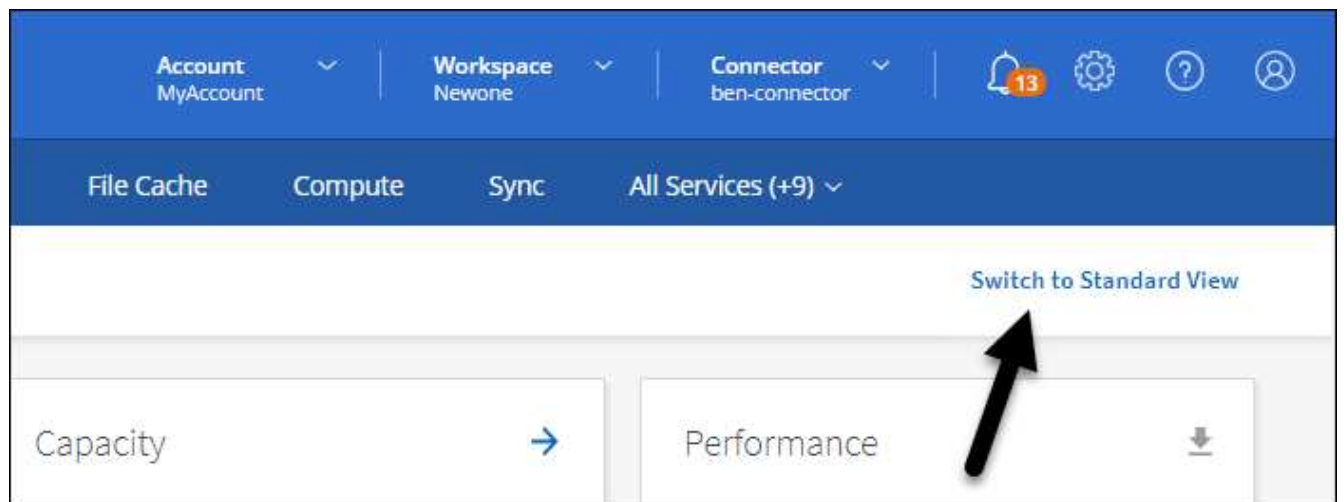 Account Workspace Connector
MyAccount Newone ben-connector 13
File Cache Compute Sync All Services (+9)
Switch to Standard View
Capacity Performance